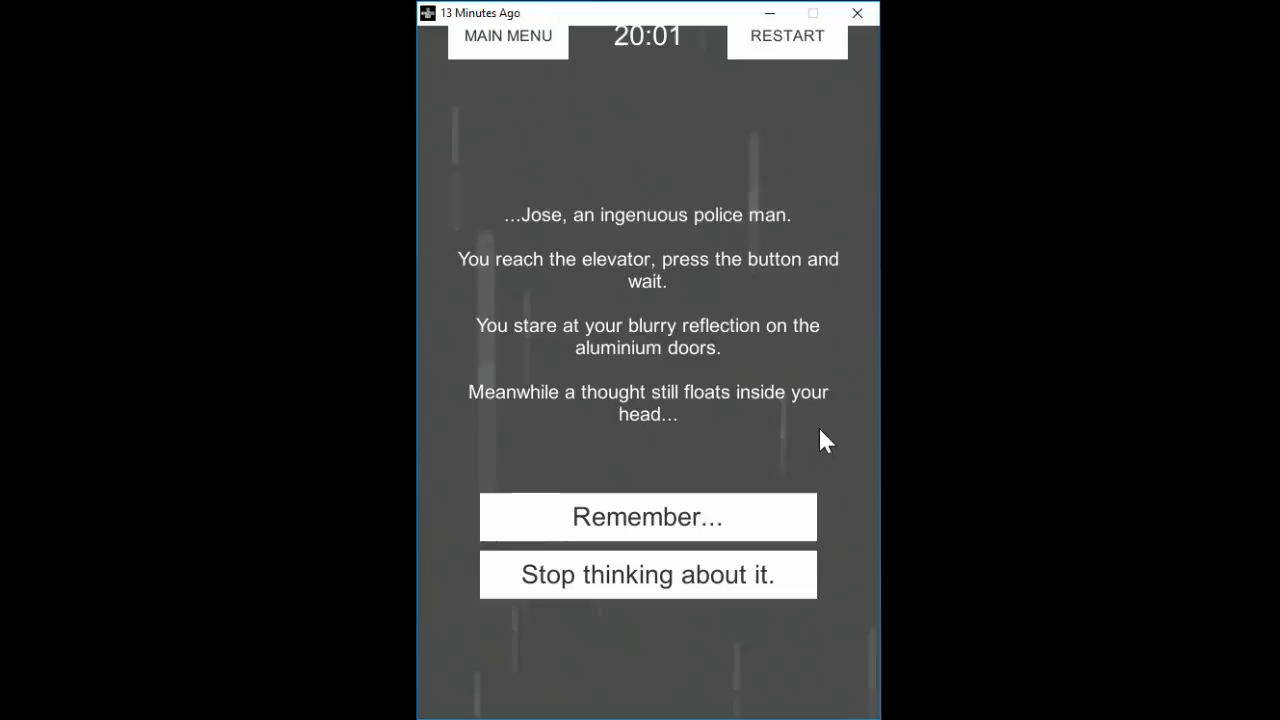 13 Minutes Ago
MAIN MENU 20:01 RESTART
...Jose, an ingenuous police man.
You reach the elevator, press the button and
wait.
You stare at your blurry reflection on the
aluminium doors.
Meanwhile a thought still floats inside your
head...
Remember...
Stop thinking about it.